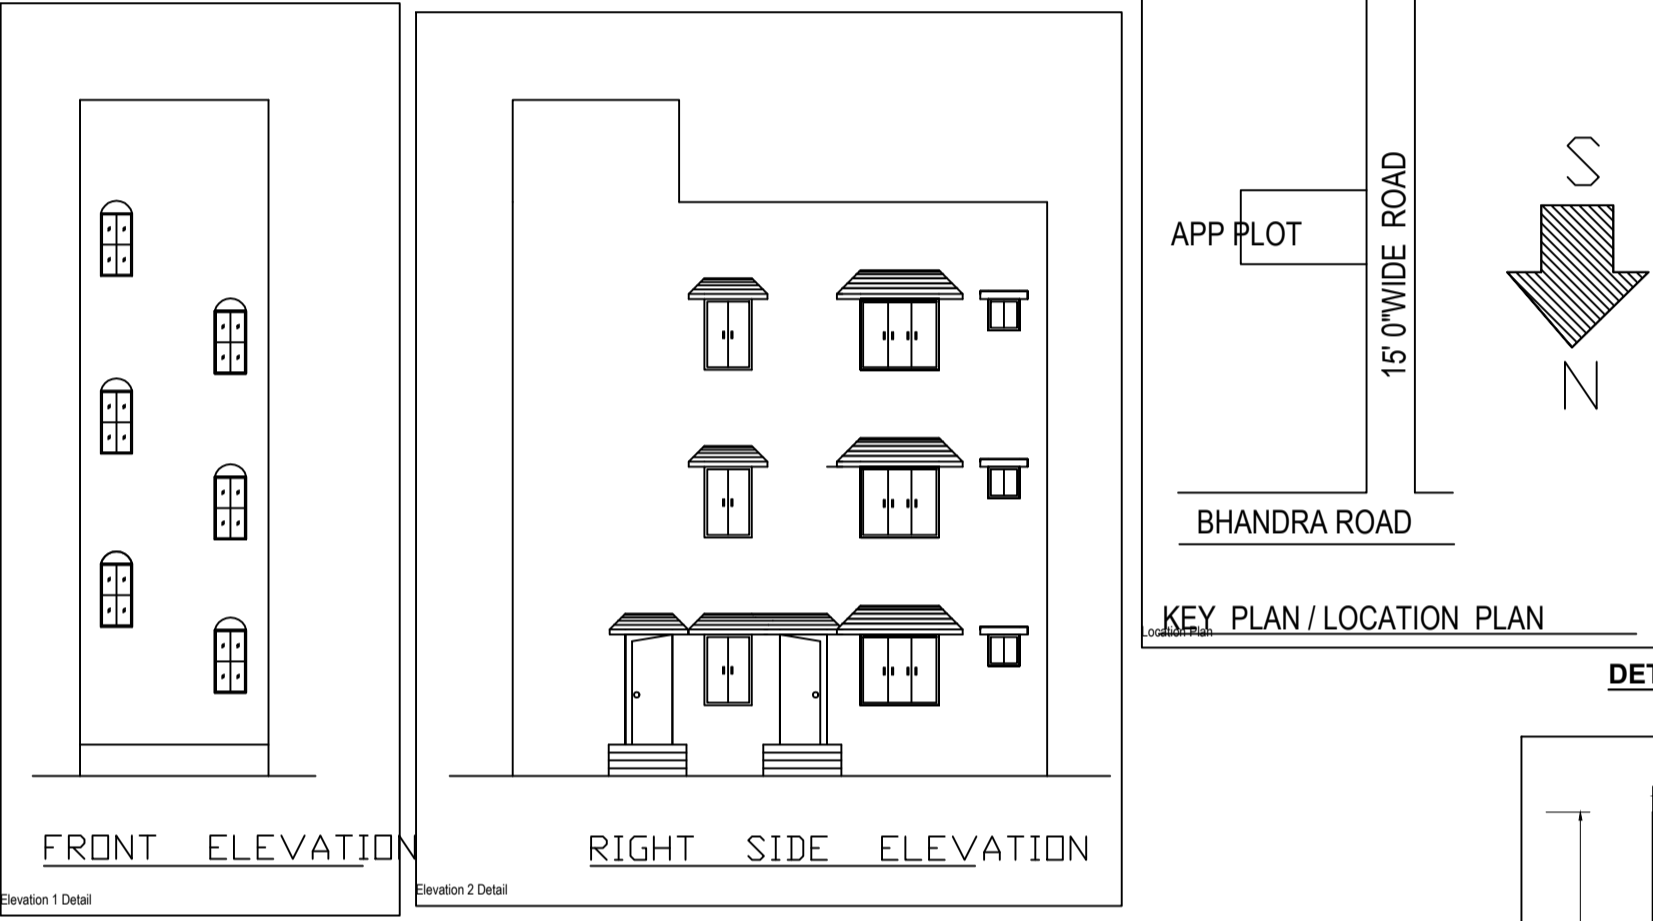 FRONT ELEVATION
Elevation 1 Detail
RIGHT SIDE ELEVATION
Elevation 2 Detail
APP PLOT
15' 0"WIDE ROAD
S
N
BHANDRA ROAD
KEY PLAN / LOCATION PLAN
Location Plan